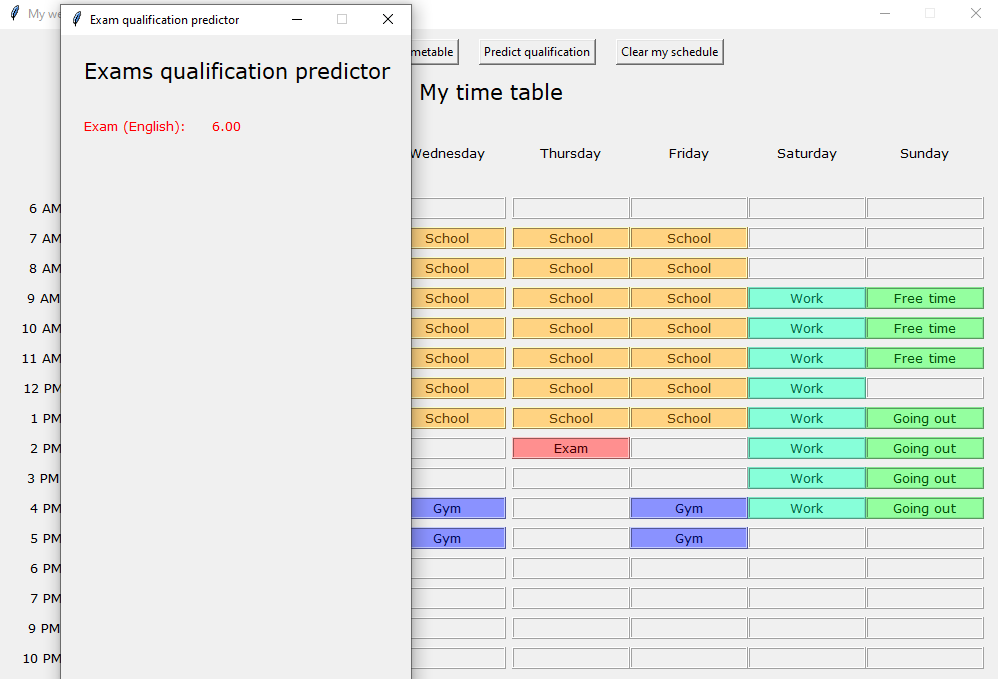 My we
Exam qualification predictor
Exams qualification predictor
Exam (English): 6.00
metable Predict qualification Clear my schedule
My time table
Wednesday Thursday Friday Saturday Sunday
6 AM
7 AM School School School
8 AM School School School
9 AM School School School Work Free time
10 AM School School School Work Free time
11 AM School School School Work Free time
12 PM School School School Work
1 PM School School School Work Going out
2 PM Exam Work Going out
3 PM Work Going out
4 PM Gym Gym Work Going out
5 PM Gym Gym
6 PM
7 PM
9 PM
10 PM